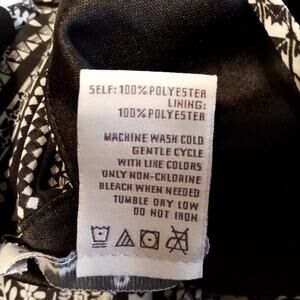 SELF: 100% POLYESTER
LINING:
100% POLYESTER
MACHINE WASH COLD
GENTLE CYCLE
WITH LIKE COLORS
ONLY NON-CHLORINE
BLEACH WHEN NEEDED
TUMBLE DRY LOW
DO NOT IRON